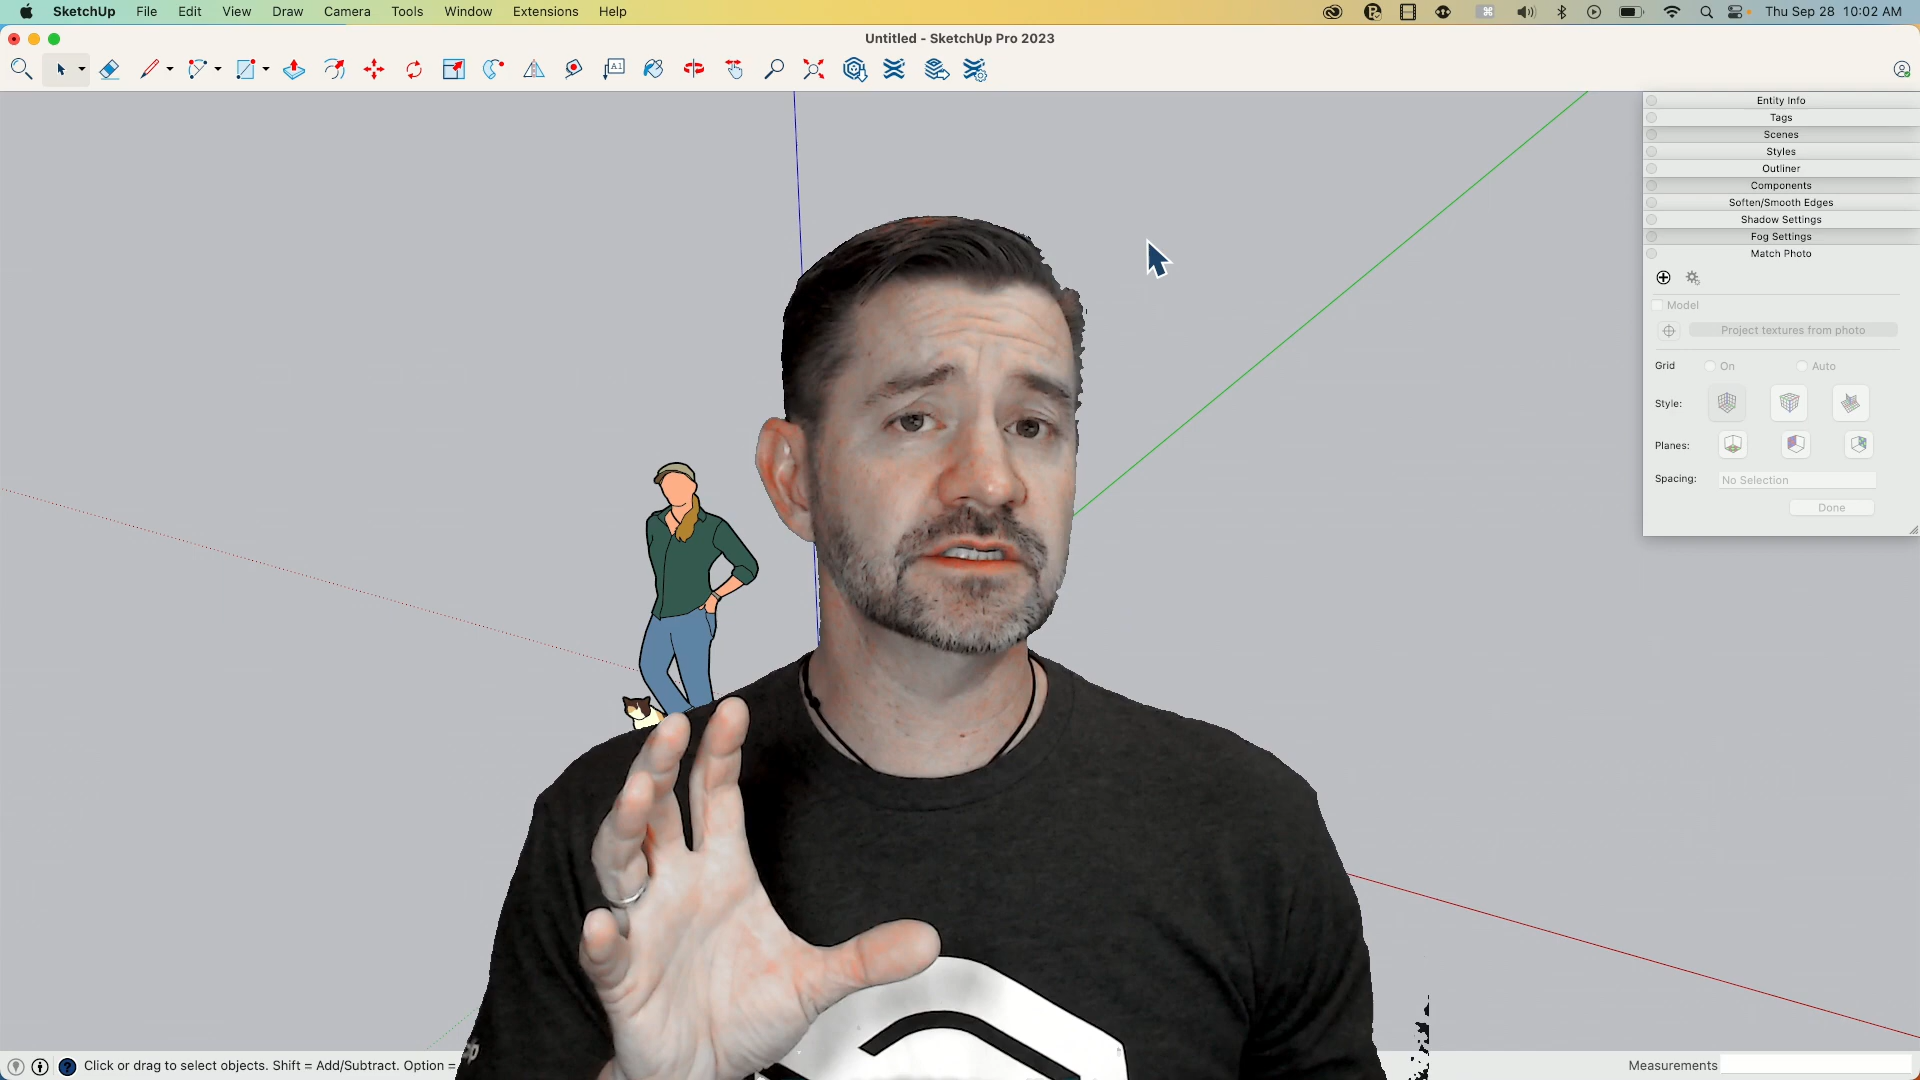 SketchUp File Edit View Draw Camera Tools Window Extensions Help Thu Sep 28 10:02 AM
Untitled - SketchUp Pro 2023
A1
Entity Info
Tags
Scenes
Styles
Outliner
Components
Soften/Smooth Edges
Shadow Settings
Fog Settings
Match Photo
Model
Project textures from photo
Grid On Auto
Style:
Planes:
Spacing: No Selection
Done
Click or drag to select objects. Shift = Add/Subtract. Option =
Measurements